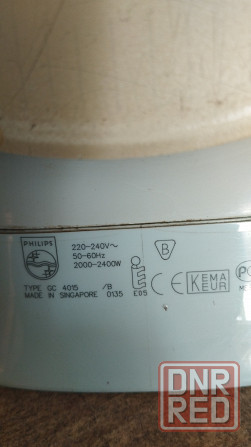 PHILIPS
220-240V~
50-60Hz
2000-2400W
B
TYPE GC 4015 /B
MADE IN SINGAPORE 0135
E05
CE
KEMA
KEUR
DNR
RED